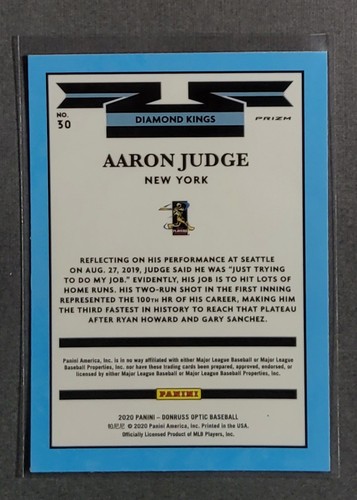 NO.
30
DIAMOND KINGS
PRIZM
AARON JUDGE
NEW YORK
REFLECTING ON HIS PERFORMANCE AT SEATTLE
ON AUG. 27, 2019, JUDGE SAID HE WAS "JUST TRYING
TO DO MY JOB." EVIDENTLY, HIS JOB IS TO HIT LOTS OF
HOME RUNS. HIS TWO-RUN SHOT IN THE FIRST INNING
REPRESENTED THE 100TH HR OF HIS CAREER, MAKING HIM
THE THIRD FASTEST IN HISTORY TO REACH THAT PLATEAU
AFTER RYAN HOWARD AND GARY SANCHEZ.
Panini America, Inc. is in no way affiliated with either Major League Baseball or Major League
Baseball Properties, Inc. nor have these trading cards been prepared, approved, endorsed, or
licensed by either Major League Baseball or Major League Baseball Properties, Inc.
PANINI
2020 PANINI – DONRUSS OPTIC BASEBALL
帕尼尼 © 2020 Panini America, Inc. Printed in the USA.
Officially Licensed Product of MLB Players, Inc.